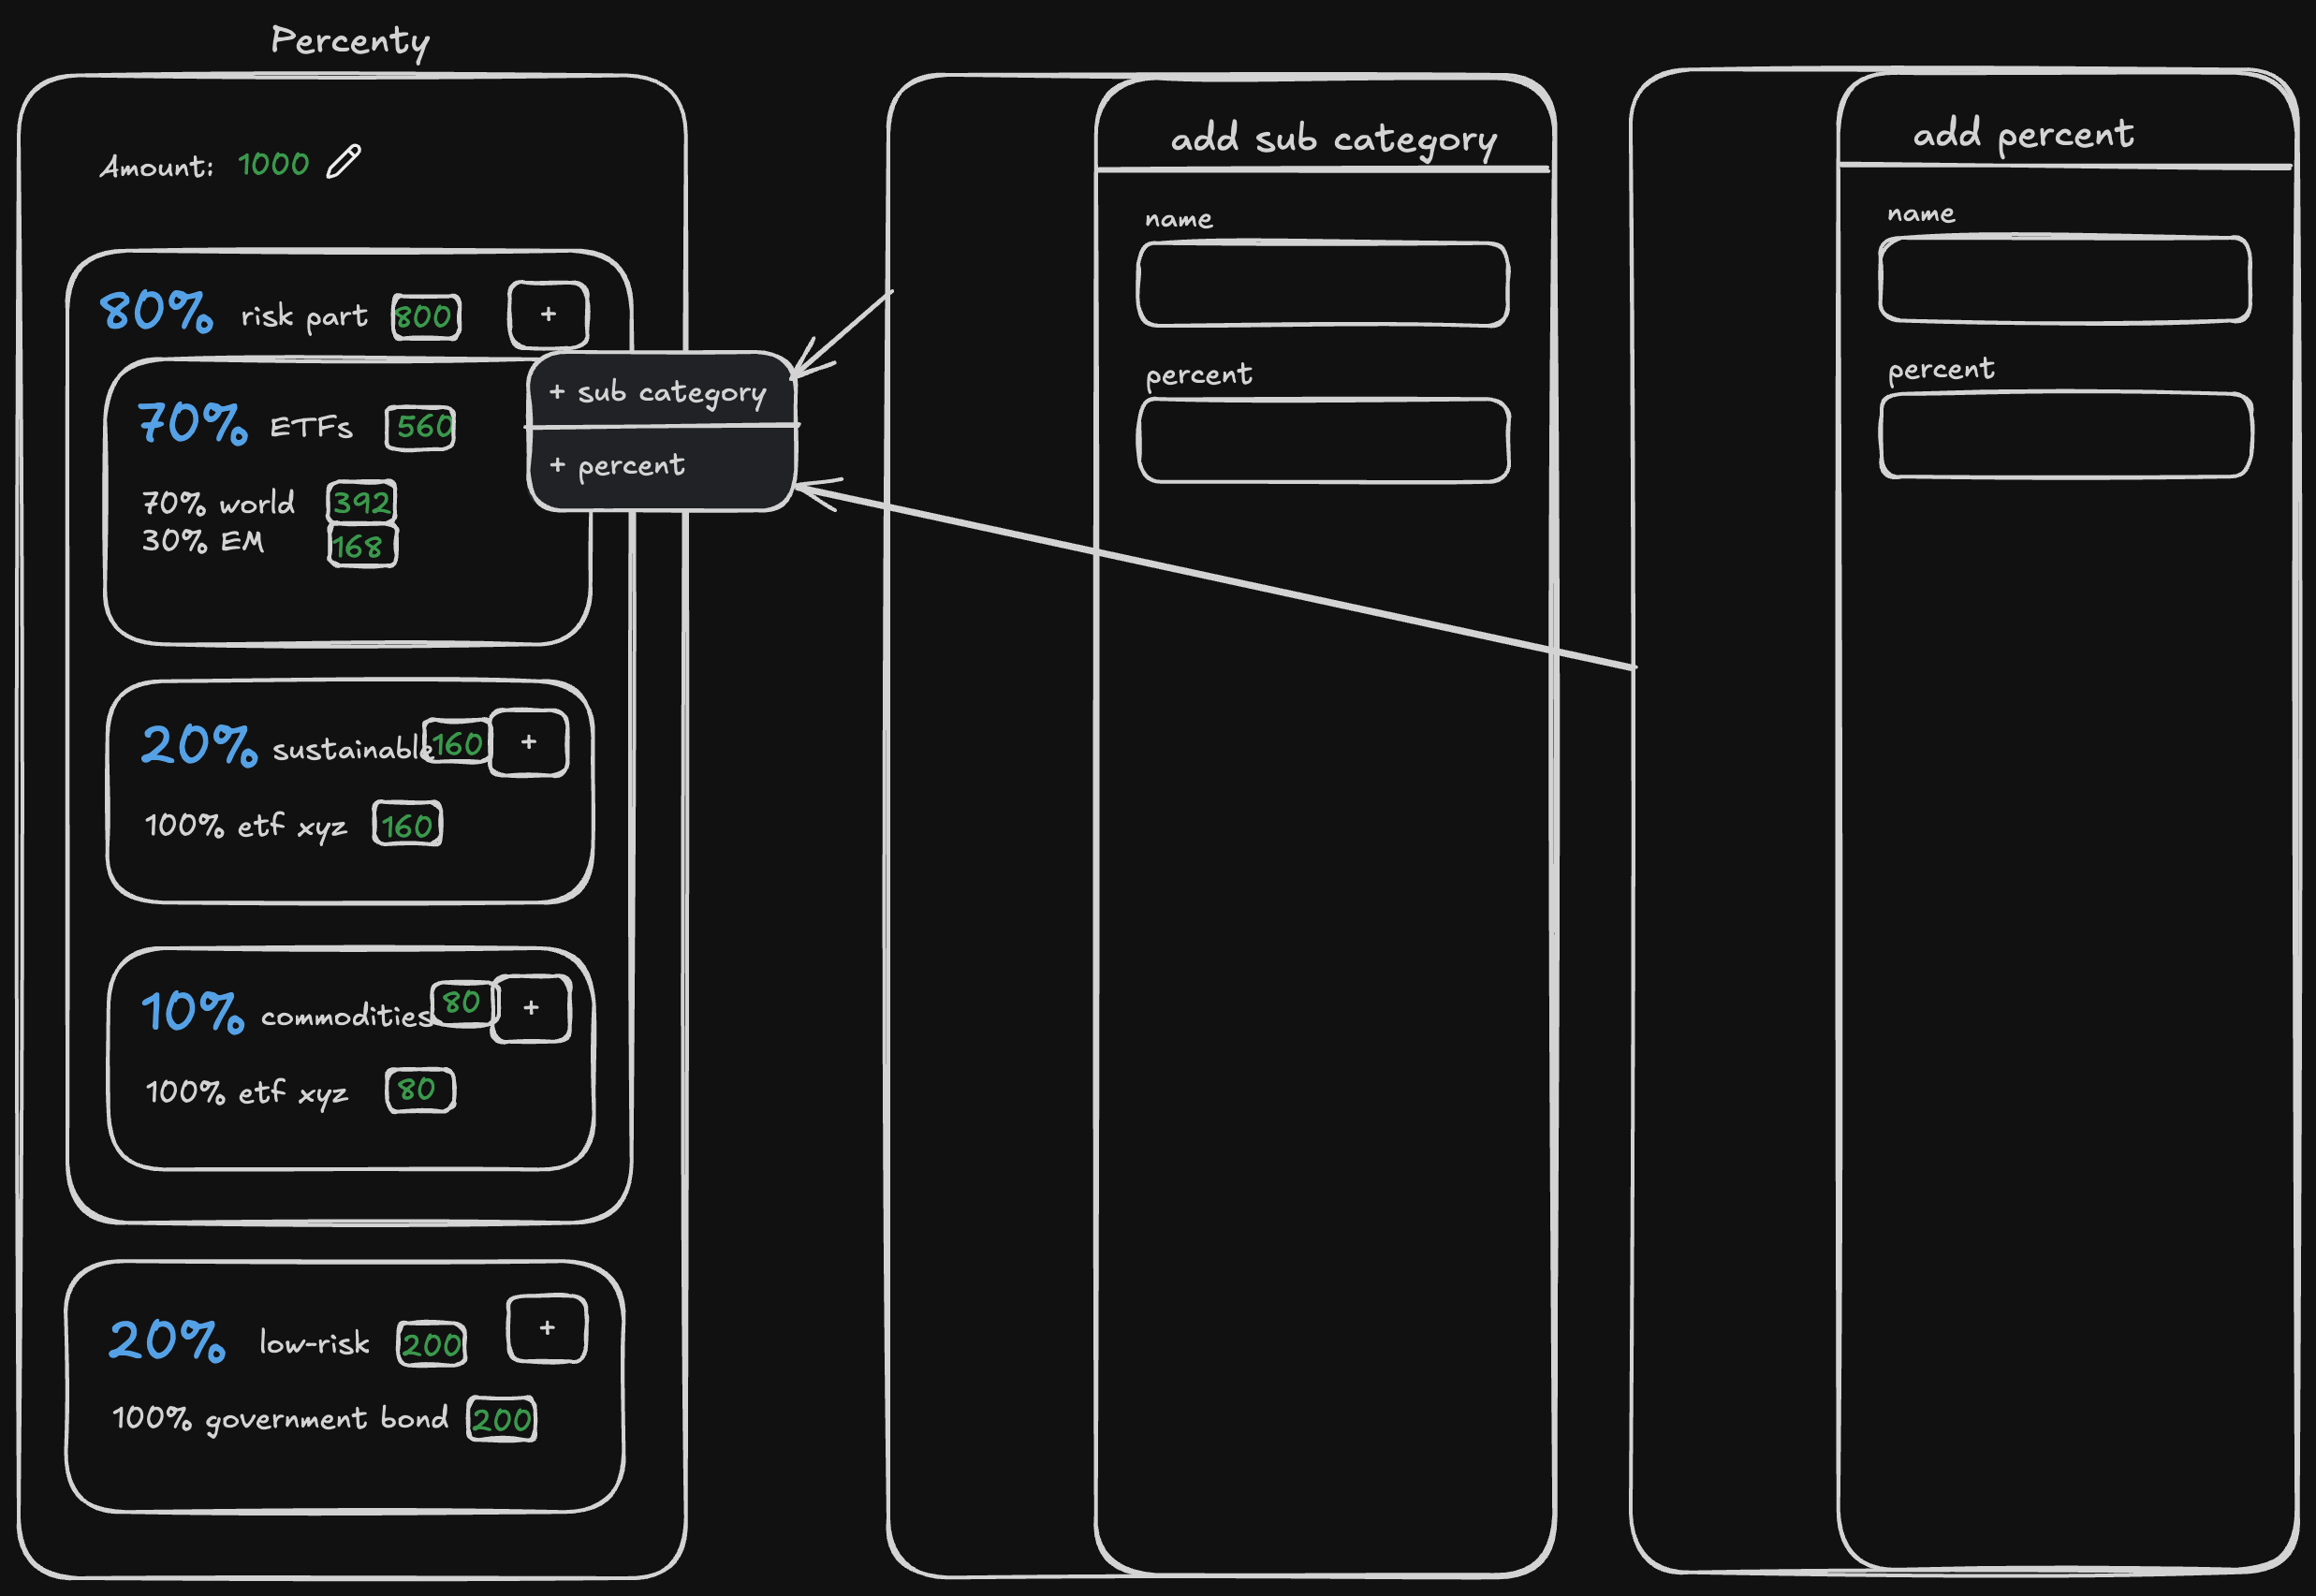 Percenty
Amount: 1000
80% risk part 800 +
+ sub category
+ percent
70% ETFs 560
70% world 392
30% EM 168
20% sustainable 160 +
100% etf xyz 160
10% commodities 80 +
100% etf xyz 80
20% low-risk 200 +
100% government bond 200
add sub category
name
percent
add percent
name
percent